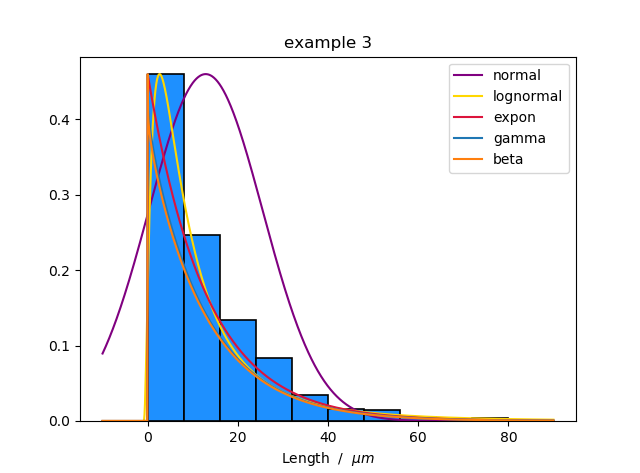 example 3
normal
lognormal
expon
gamma
beta
0.4
0.3
0.2
0.1
0.0
0 20 40 60 80
Length / μm